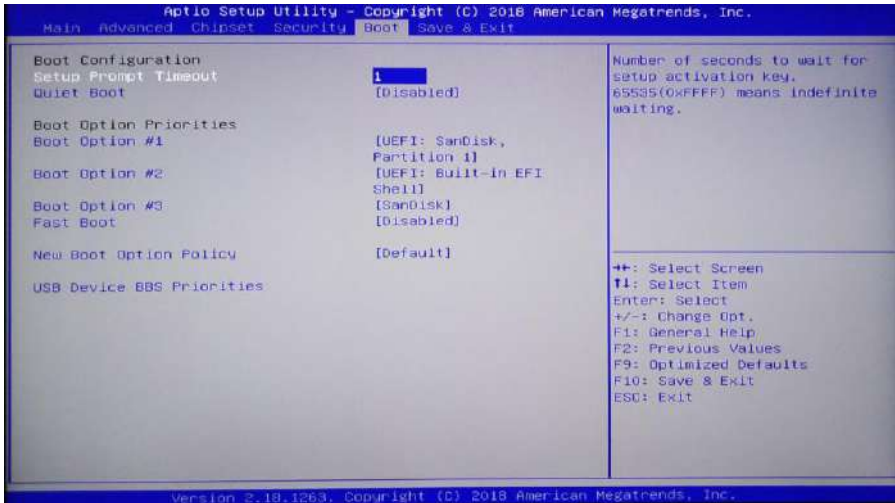 Aptio Setup Utility - Copyright (C) 2018 American Megatrends, Inc.
Main Advanced Chipset Security Boot Save & Exit
Boot Configuration
Setup Prompt Timeout 1
Quiet Boot [Disabled]
Boot Option Priorities
Boot Option #1 [UEFI: SanDisk,
Partition 1]
Boot Option #2 [UEFI: Built-in EFI
Shell]
Boot Option #3 [SanDisk]
Fast Boot [Disabled]
New Boot Option Policy [Default]
USB Device BBS Priorities
Number of seconds to wait for
setup activation key.
65535(0xFFFF) means indefinite
waiting.
→←: Select Screen
↑↓: Select Item
Enter: Select
+/-: Change Opt.
F1: General Help
F2: Previous Values
F9: Optimized Defaults
F10: Save & Exit
ESC: Exit
Version 2.18.1263. Copyright (C) 2018 American Megatrends, Inc.